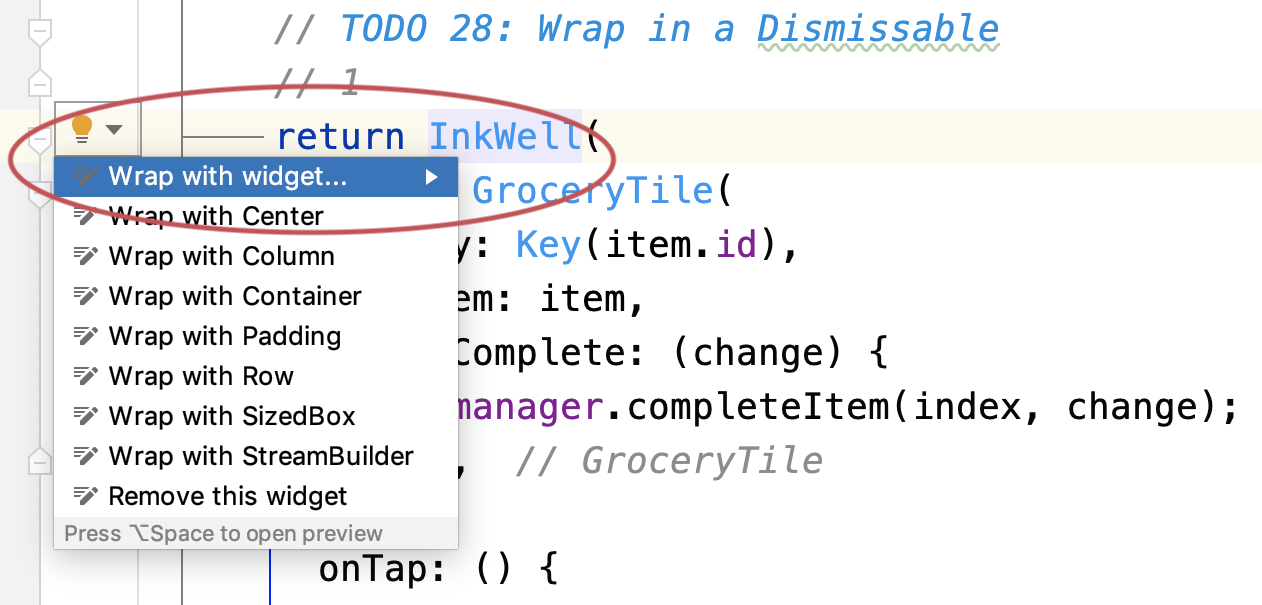 // TODO 28: Wrap in a Dismissable
// 1
return InkWell(
Wrap with widget...
GroceryTile(
Wrap with Center
y: Key(item.id),
Wrap with Column
em: item,
Wrap with Container
Wrap with Padding
Complete: (change) {
Wrap with Row
manager.completeItem(index, change);
Wrap with SizedBox
Wrap with StreamBuilder
, // GroceryTile
Remove this widget
Press ⌥Space to open preview
onTap: () {